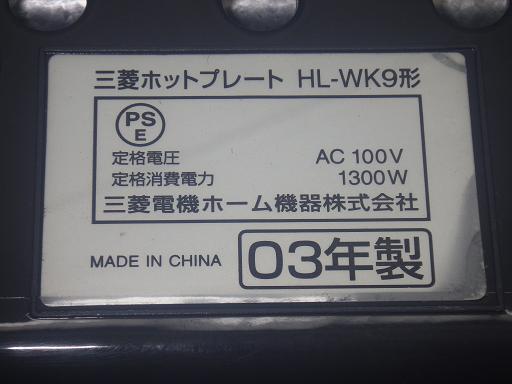 三菱ホットプレート HL-WK9形
PS
E
定格電圧 AC 100V
定格消費電力 1300W
三菱電機ホーム機器株式会社
MADE IN CHINA 03年製